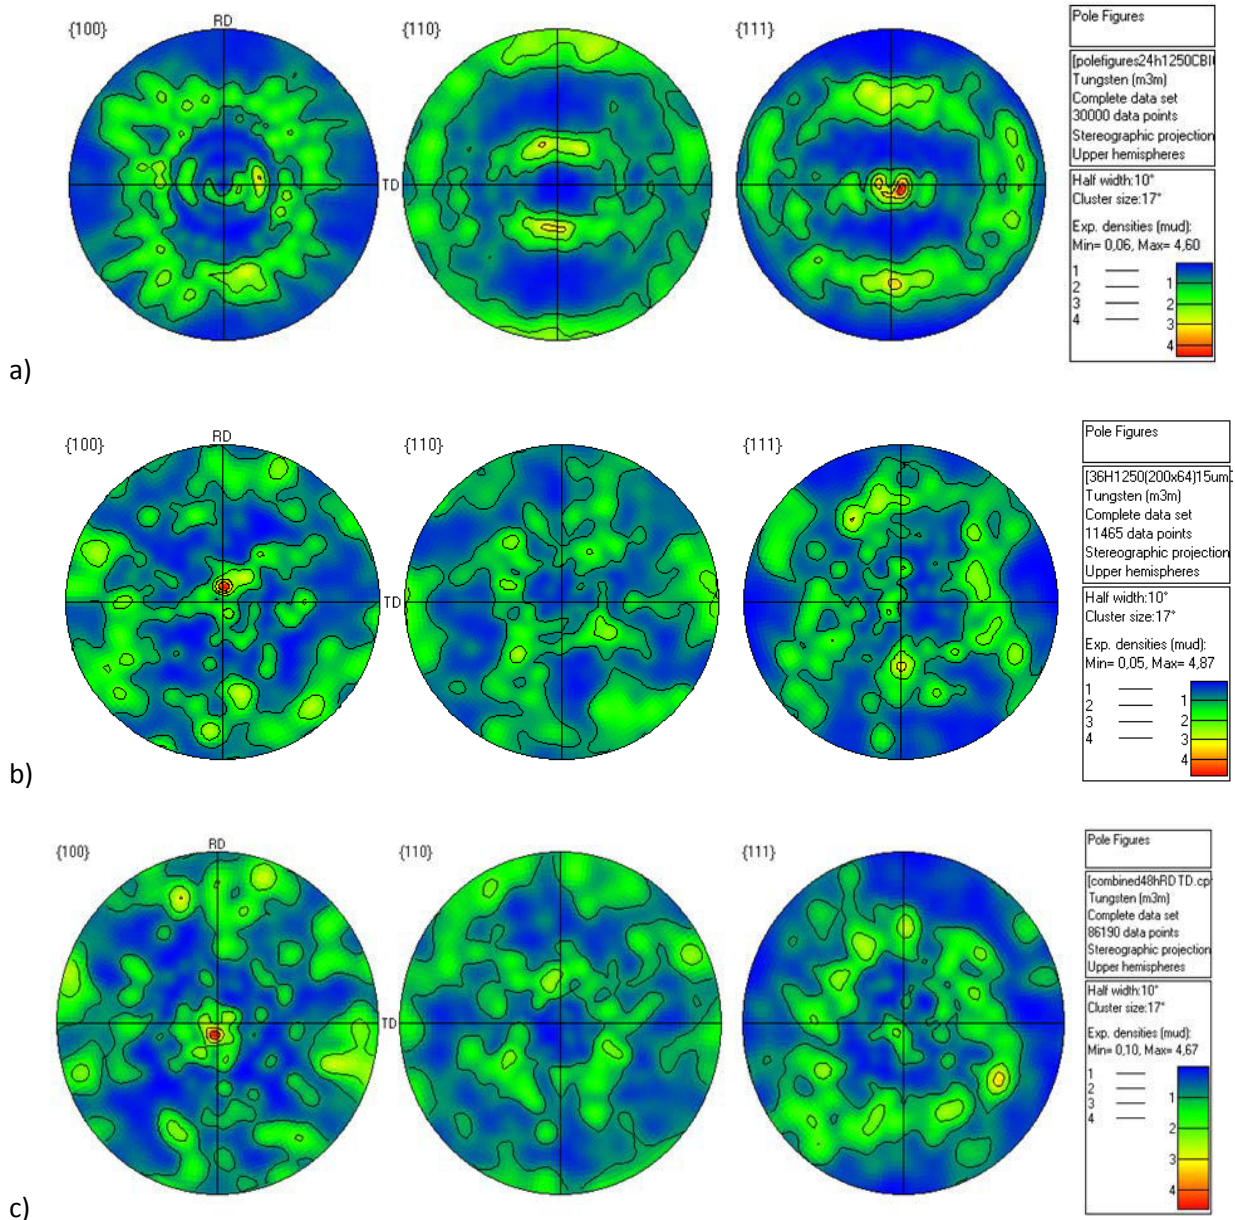 {100}
RD
{110}
{111}
TD
Pole Figures
[polefigures24h1250CBI
Tungsten (m3m)
Complete data set
30000 data points
Stereographic projection
Upper hemispheres
Half width:10°
Cluster size:17°
Exp. densities (mud):
Min= 0,06, Max= 4,60
1
2
3
4
1
2
3
4
a)
{100}
RD
{110}
{111}
TD
Pole Figures
[36H1250(200x64)15um
Tungsten (m3m)
Complete data set
11465 data points
Stereographic projection
Upper hemispheres
Half width:10°
Cluster size:17°
Exp. densities (mud):
Min= 0,05, Max= 4,87
1
2
3
4
1
2
3
4
b)
{100}
RD
{110}
{111}
TD
Pole Figures
[combined48hRDTD.cp
Tungsten (m3m)
Complete data set
86190 data points
Stereographic projection
Upper hemispheres
Half width:10°
Cluster size:17°
Exp. densities (mud):
Min= 0,10, Max= 4,67
1
2
3
4
1
2
3
4
c)